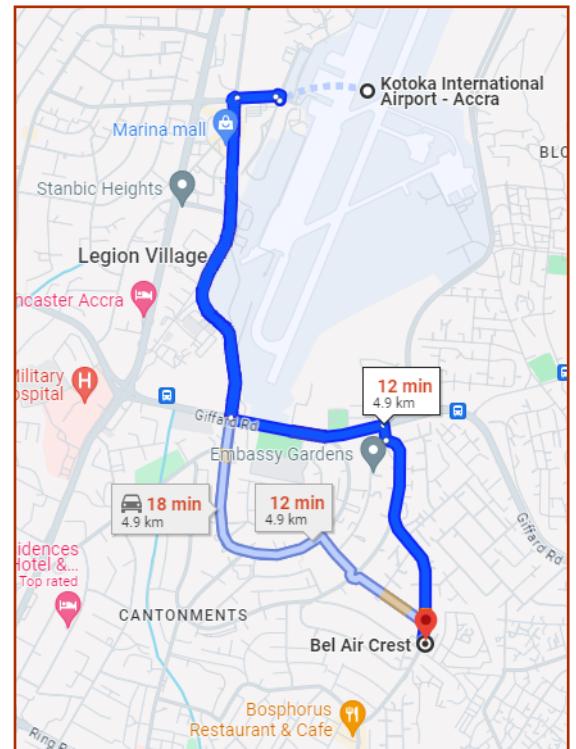 Kotoka International
Airport - Accra
Marina mall
BLO
Stanbic Heights
Legion Village
ncaster Accra
Military
ospital
H
12 min
4.9 km
Giffard Rd
Embassy Gardens
18 min
4.9 km
12 min
4.9 km
Giffard Rd
idences
Hotel &...
Top rated
CANTONMENTS
Bel Air Crest
Bosphorus
Restaurant & Cafe
Ring R